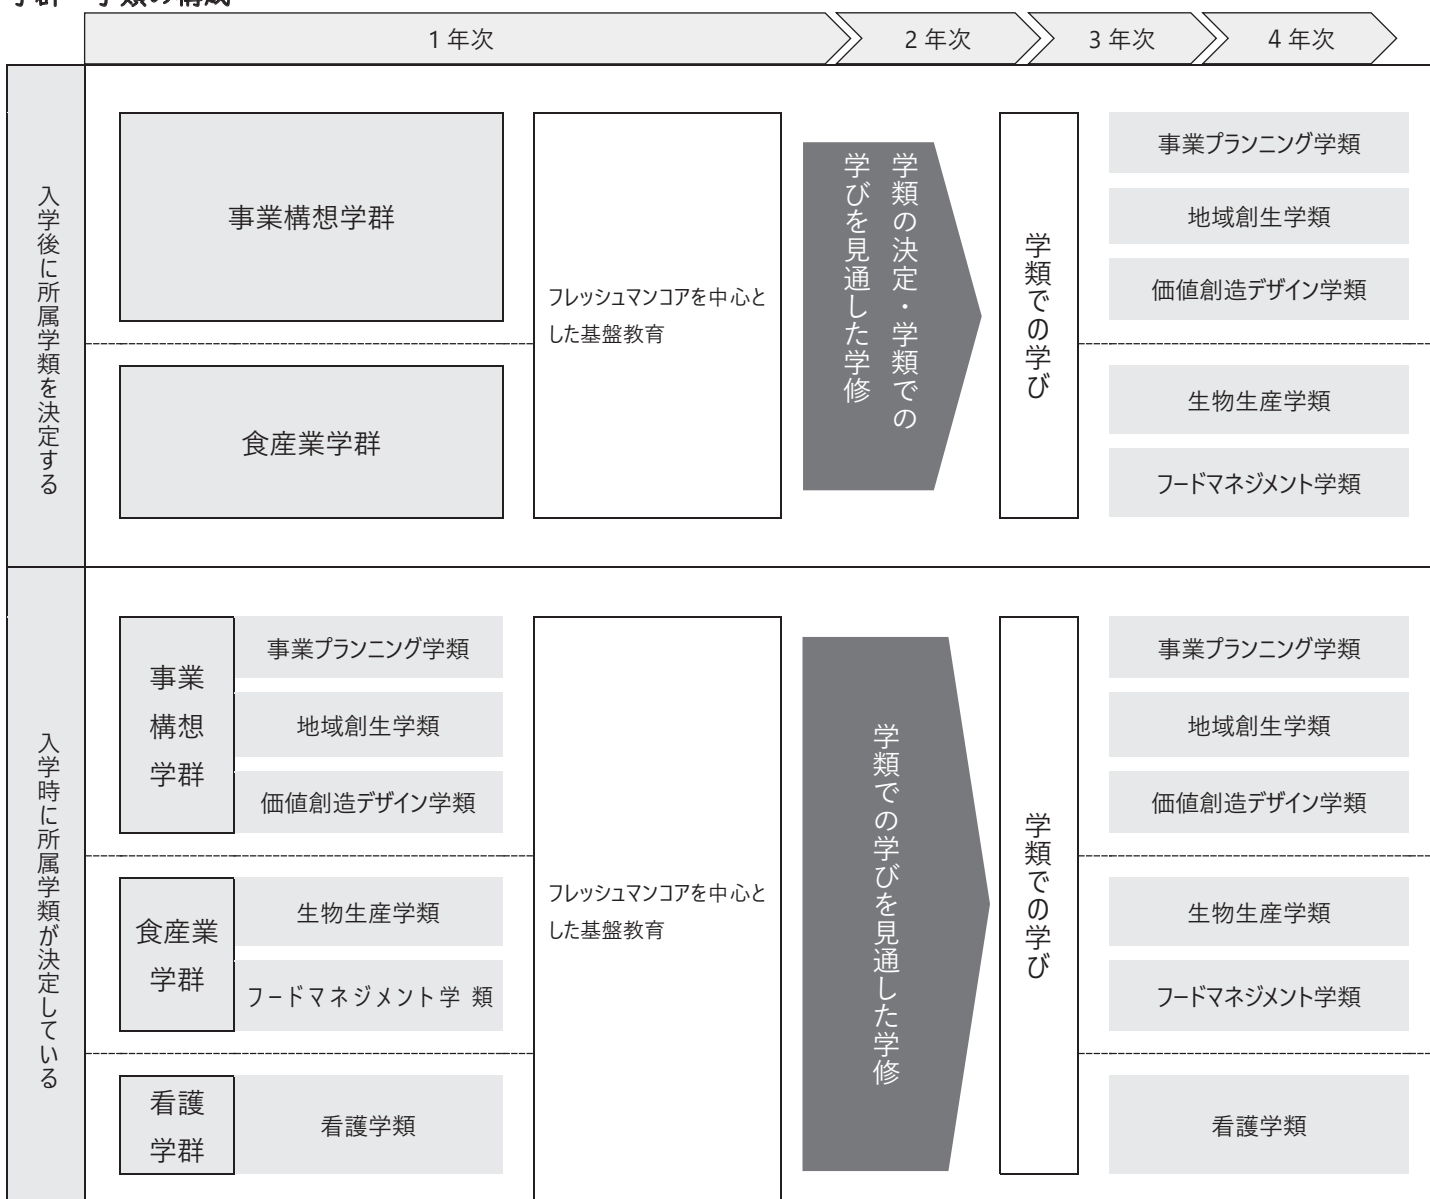 学群・学類の構成
1 年次
2 年次
3 年次
4 年次
入学後に所属学類を決定する
事業構想学群
食産業学群
フレッシュマンコアを中心と
した基盤教育
学類の決定・学類での
学びを見通した学修
学類での学び
事業プランニング学類
地域創生学類
価値創造デザイン学類
生物生産学類
フードマネジメント学類
入学時に所属学類が決定している
事業
構想
学群
事業プランニング学類
地域創生学類
価値創造デザイン学類
食産業
学群
生物生産学類
フードマネジメント学 類
看護
学群
看護学類
フレッシュマンコアを中心と
した基盤教育
学類での学びを見通した学修
学類での学び
事業プランニング学類
地域創生学類
価値創造デザイン学類
生物生産学類
フードマネジメント学類
看護学類